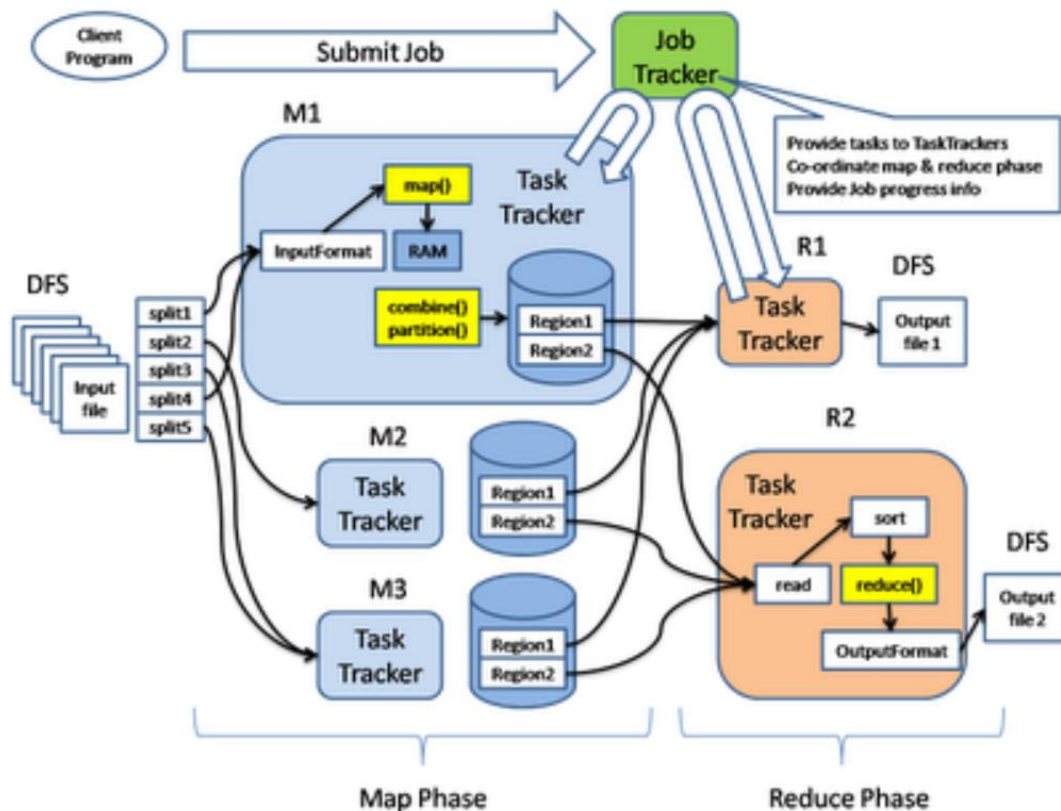 Client
Program
Submit Job
Job
Tracker
Provide tasks to TaskTrackers
Co-ordinate map & reduce phase
Provide Job progress info
M1
Task
Tracker
map()
InputFormat
RAM
combine()
partition()
Region1
Region2
DFS
Input
file
split1
split2
split3
split4
split5
M2
Task
Tracker
Region1
Region2
M3
Task
Tracker
Region1
Region2
R1
Task
Tracker
DFS
Output
file 1
R2
Task
Tracker
sort
read
reduce()
OutputFormat
DFS
Output
file 2
Map Phase
Reduce Phase